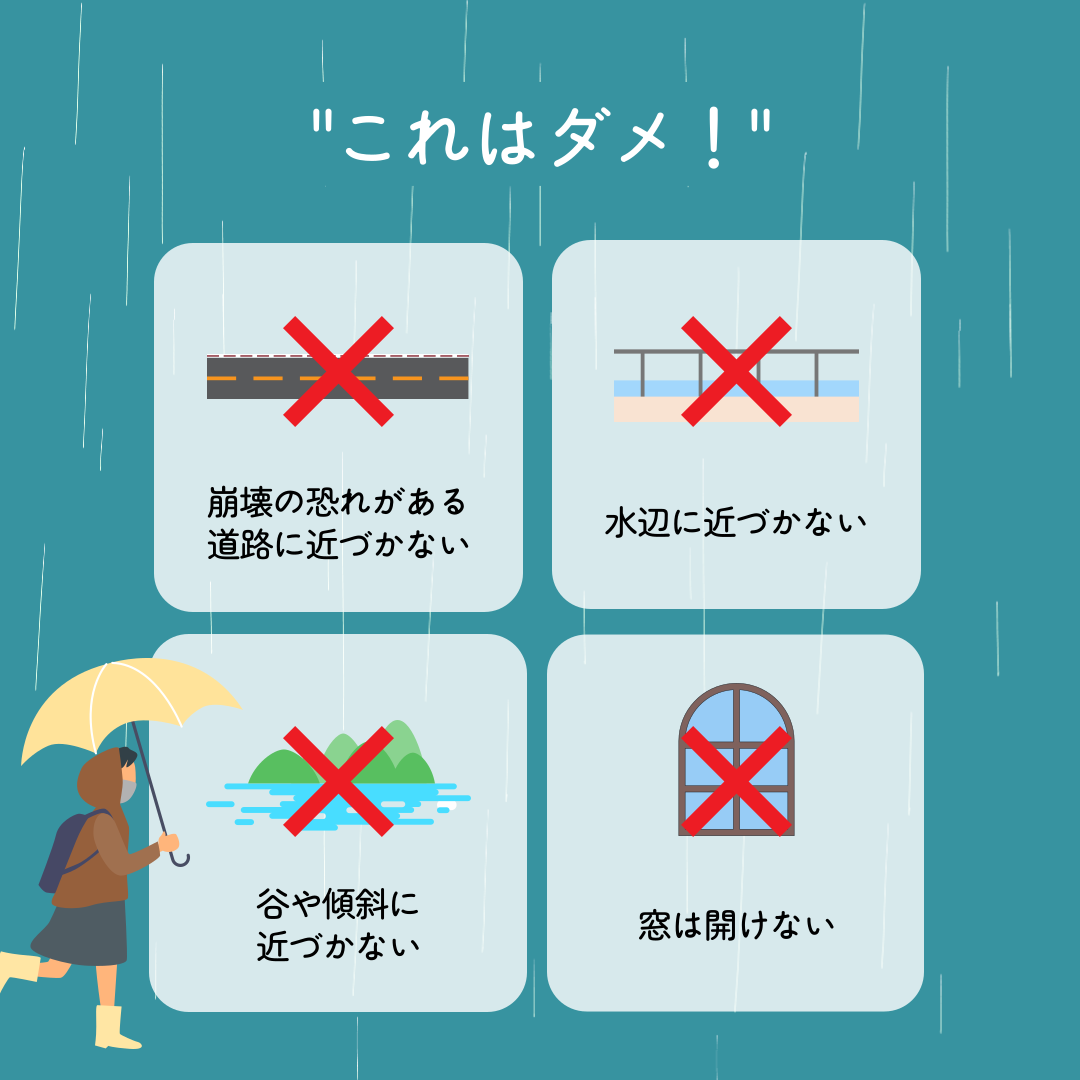 "これはダメ！"
崩壊の恐れがある
道路に近づかない
水辺に近づかない
谷や傾斜に
近づかない
窓は開けない